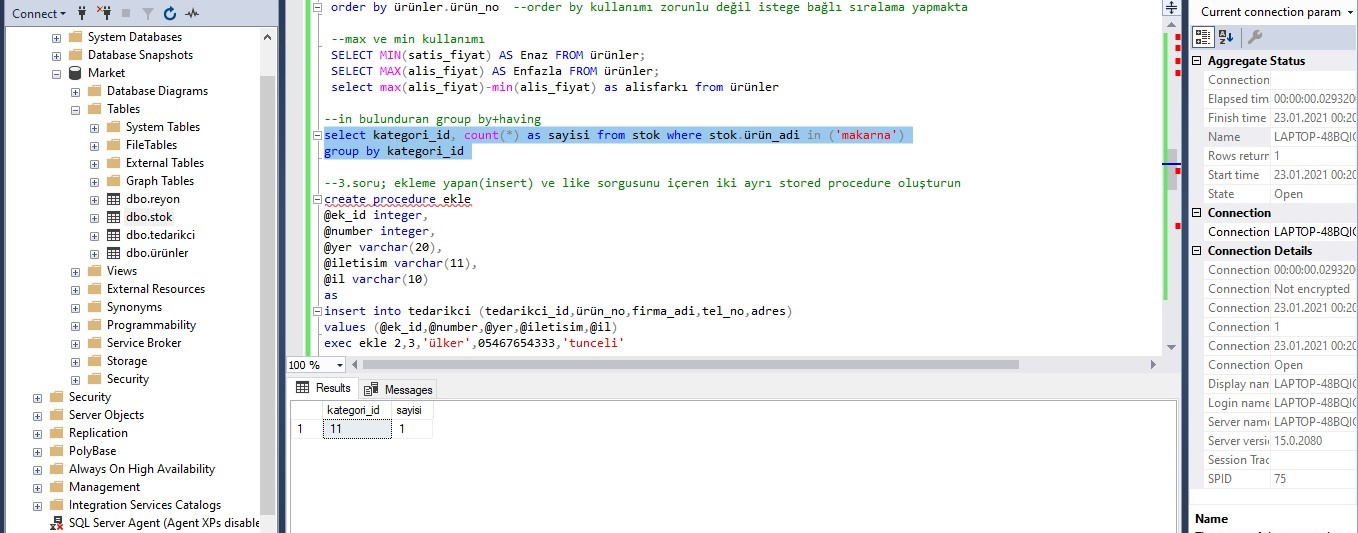 Connect
System Databases
Database Snapshots
Market
Database Diagrams
Tables
System Tables
FileTables
External Tables
Graph Tables
dbo.reyon
dbo.stok
dbo.tedarikci
dbo.ürünler
Views
External Resources
Synonyms
Programmability
Service Broker
Storage
Security
Security
Server Objects
Replication
PolyBase
Always On High Availability
Management
Integration Services Catalogs
SQL Server Agent (Agent XPs disable
order by ürünler.ürün_no --order by kullanımı zorunlu değil istege bağlı sıralama yapmakta
--max ve min kullanımı
SELECT MIN(satis_fiyat) AS Enaz FROM ürünler;
SELECT MAX(alis_fiyat) AS Enfazla FROM ürünler;
select max(alis_fiyat)-min(alis_fiyat) as alisfarkı from ürünler
--in bulunduran group by+having
select kategori_id, count(*) as sayisi from stok where stok.ürün_adi in ('makarna')
group by kategori_id
--3.soru; ekleme yapan(insert) ve like sorgusunu içeren iki ayrı stored procedure oluşturun
create procedure ekle
@ek_id integer,
@number integer,
@yer varchar(20),
@iletisim varchar(11),
@il varchar(10)
as
insert into tedarikci (tedarikci_id,ürün_no,firma_adi,tel_no,adres)
values (@ek_id,@number,@yer,@iletisim,@il)
exec ekle 2,3,'ülker',05467654333,'tunceli'
100 %
Results Messages
kategori_id sayisi
1 11 1
Current connection param
Aggregate Status
Connection
Elapsed tim 00:00:00.029320
Finish time 23.01.2021 00:20
Name LAPTOP-48BQIC
Rows return 1
Start time 23.01.2021 00:20
State Open
Connection
Connection LAPTOP-48BQIC
Connection Details
Connection 00:00:00.029320
Connection Not encrypted
Connection 23.01.2021 00:20
Connection 1
Connection 23.01.2021 00:20
Connection Open
Display nam LAPTOP-48BQIC
Login name LAPTOP-48BQIC
Server name LAPTOP-48BQIC
Server versi 15.0.2080
Session Trac
SPID 75
Name